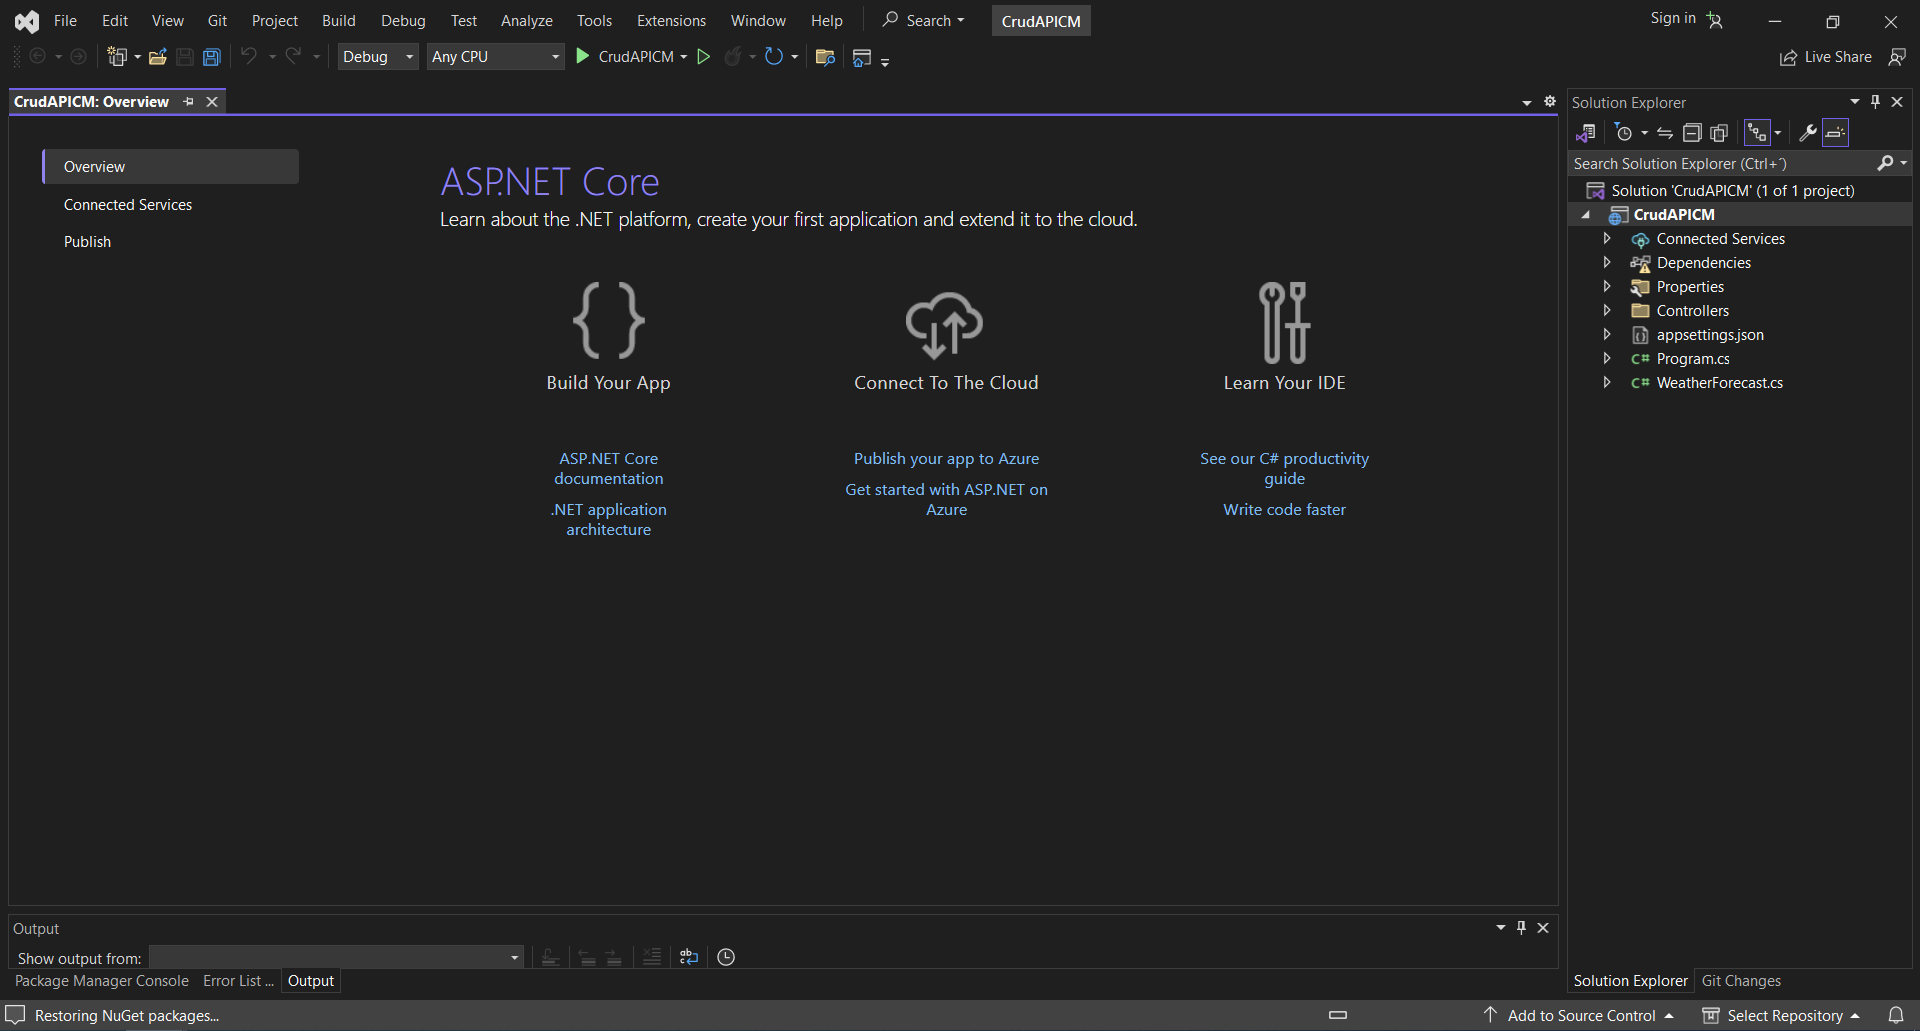 File Edit View Git Project Build Debug Test Analyze Tools Extensions Window Help Search CrudAPICM Sign in
Debug Any CPU CrudAPICM Live Share
CrudAPICM: Overview
Overview
Connected Services
Publish
ASP.NET Core
Learn about the .NET platform, create your first application and extend it to the cloud.
Build Your App
ASP.NET Core
documentation
.NET application
architecture
Connect To The Cloud
Publish your app to Azure
Get started with ASP.NET on
Azure
Learn Your IDE
See our C# productivity
guide
Write code faster
Solution Explorer
Search Solution Explorer (Ctrl+´)
Solution 'CrudAPICM' (1 of 1 project)
CrudAPICM
Connected Services
Dependencies
Properties
Controllers
appsettings.json
C# Program.cs
C# WeatherForecast.cs
Output
Show output from:
Package Manager Console Error List ... Output
Solution Explorer Git Changes
Restoring NuGet packages... Add to Source Control Select Repository